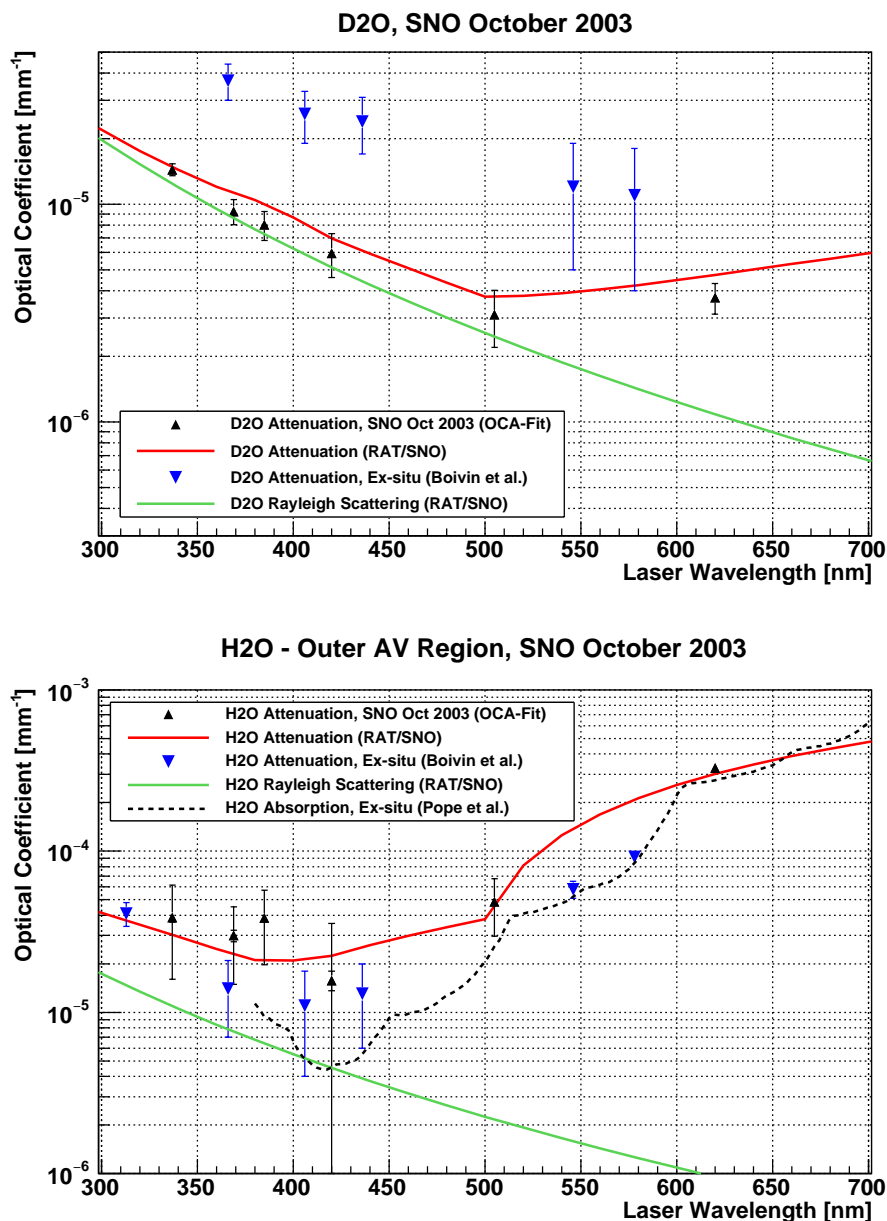 D2O, SNO October 2003
Optical Coefficient [mm⁻¹]
10⁻⁵
10⁻⁶
D2O Attenuation, SNO Oct 2003 (OCA-Fit)
D2O Attenuation (RAT/SNO)
D2O Attenuation, Ex-situ (Boivin et al.)
D2O Rayleigh Scattering (RAT/SNO)
300 350 400 450 500 550 600 650 700
Laser Wavelength [nm]
H2O - Outer AV Region, SNO October 2003
Optical Coefficient [mm⁻¹]
10⁻³
10⁻⁴
10⁻⁵
10⁻⁶
H2O Attenuation, SNO Oct 2003 (OCA-Fit)
H2O Attenuation (RAT/SNO)
H2O Attenuation, Ex-situ (Boivin et al.)
H2O Rayleigh Scattering (RAT/SNO)
H2O Absorption, Ex-situ (Pope et al.)
300 350 400 450 500 550 600 650 700
Laser Wavelength [nm]